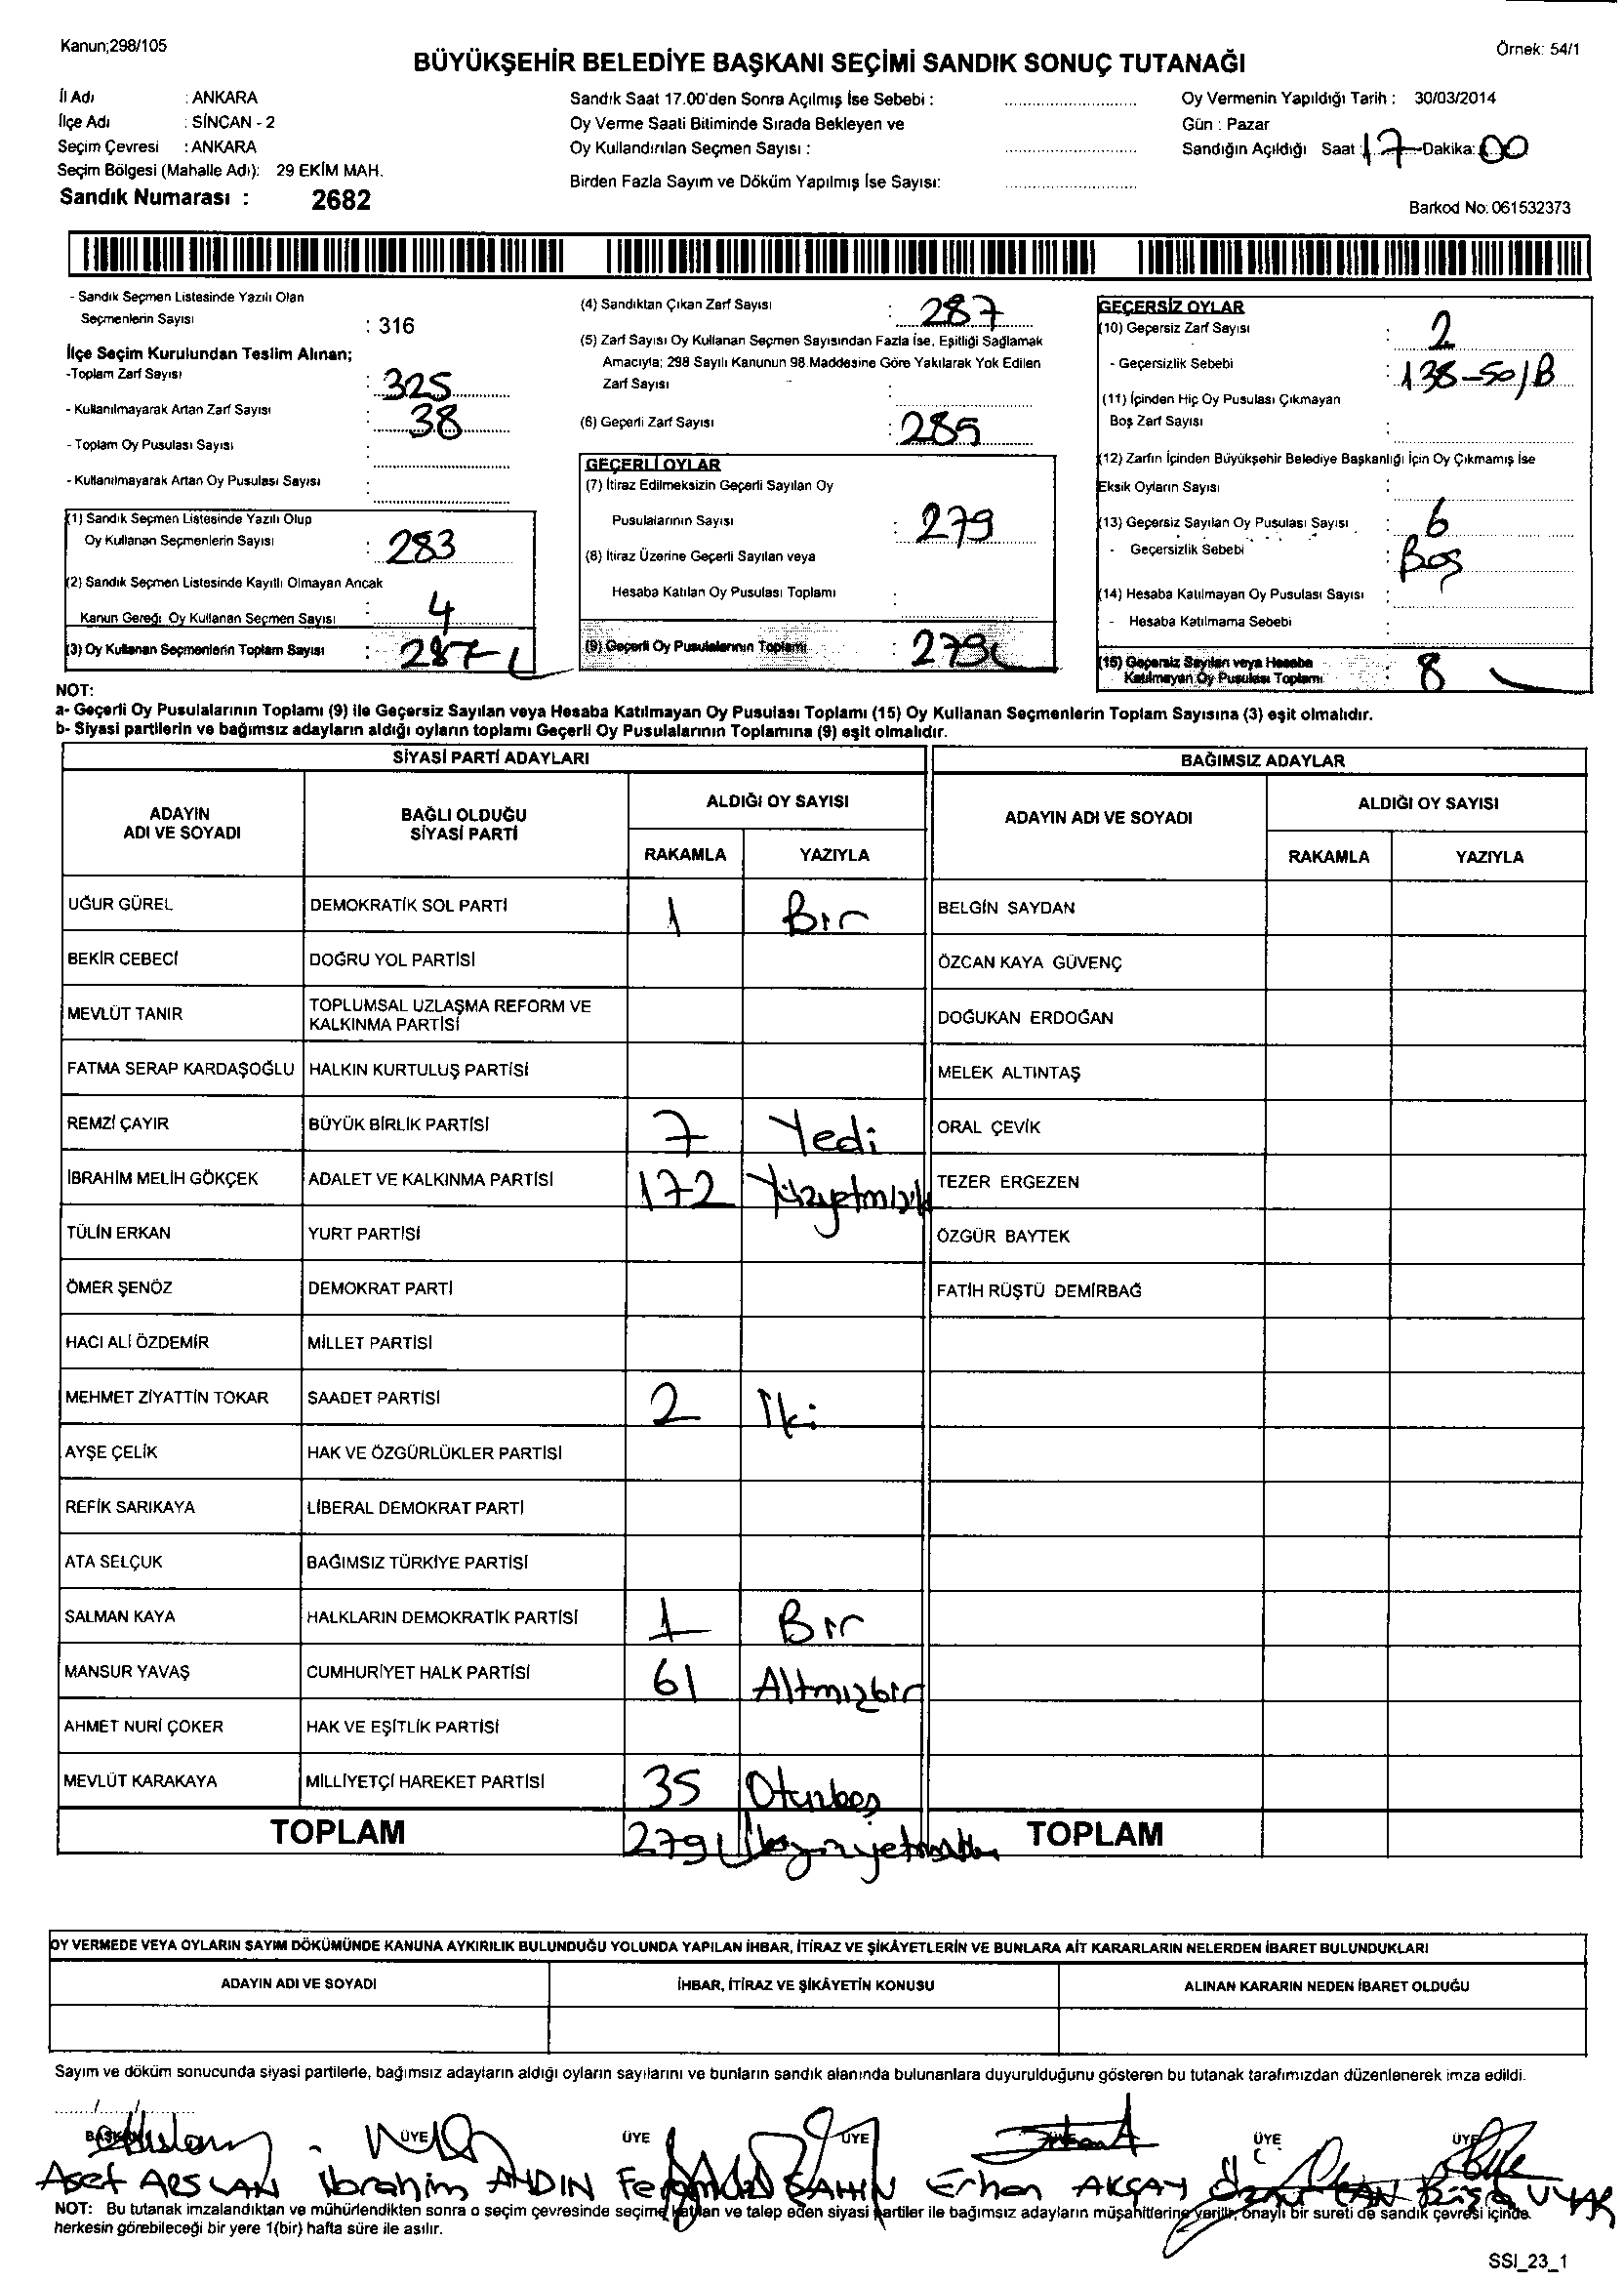 Kanun;298/105
Örnek: 54/1
BÜYÜKŞEHİR BELEDİYE BAŞKANI SEÇİMİ SANDIK SONUÇ TUTANAĞI
İl Adı : ANKARA
İlçe Adı : SİNCAN - 2
Seçim Çevresi : ANKARA
Seçim Bölgesi (Mahalle Adı): 29 EKİM MAH.
Sandık Numarası : 2682
Sandık Saat 17.00'den Sonra Açılmış İse Sebebi :
Oy Verme Saati Bitiminde Sırada Bekleyen ve
Oy Kullandırılan Seçmen Sayısı :
Birden Fazla Sayım ve Döküm Yapılmış İse Sayısı:
Oy Vermenin Yapıldığı Tarih : 30/03/2014
Gün : Pazar
Sandığın Açıldığı Saat : 17 Dakika: 00
Barkod No: 061532373
- Sandık Seçmen Listesinde Yazılı Olan
Seçmenlerin Sayısı : 316
İlçe Seçim Kurulundan Teslim Alınan;
-Toplam Zarf Sayısı : 325
- Kullanılmayarak Artan Zarf Sayısı : 38
- Toplam Oy Pusulası Sayısı :
- Kullanılmayarak Artan Oy Pusulası Sayısı :
(1) Sandık Seçmen Listesinde Yazılı Olup
Oy Kullanan Seçmenlerin Sayısı : 283
(2) Sandık Seçmen Listesinde Kayıtlı Olmayan Ancak
Kanun Gereği Oy Kullanan Seçmen Sayısı : 4
(3) Oy Kullanan Seçmenlerin Toplam Sayısı : 287
(4) Sandıktan Çıkan Zarf Sayısı : 287
(5) Zarf Sayısı Oy Kullanan Seçmen Sayısından Fazla İse, Eşitliği Sağlamak
Amacıyla; 298 Sayılı Kanunun 98.Maddesine Göre Yakılarak Yok Edilen
Zarf Sayısı :
(6) Geçerli Zarf Sayısı : 285
GEÇERLİ OYLAR
(7) İtiraz Edilmeksizin Geçerli Sayılan Oy
Pusulalarının Sayısı : 279
(8) İtiraz Üzerine Geçerli Sayılan veya
Hesaba Katılan Oy Pusulası Toplamı :
(9) Geçerli Oy Pusulalarının Toplamı : 279
GEÇERSİZ OYLAR
(10) Geçersiz Zarf Sayısı : 2
- Geçersizlik Sebebi : 138-50/B
(11) İçinden Hiç Oy Pusulası Çıkmayan
Boş Zarf Sayısı :
(12) Zarfın İçinden Büyükşehir Belediye Başkanlığı İçin Oy Çıkmamış İse
Eksik Oyların Sayısı :
(13) Geçersiz Sayılan Oy Pusulası Sayısı : 6
- Geçersizlik Sebebi : Boş
(14) Hesaba Katılmayan Oy Pusulası Sayısı :
- Hesaba Katılmama Sebebi :
(15) Geçersiz Sayılan veya Hesaba
Katılmayan Oy Pusulası Toplamı : 8
NOT:
a- Geçerli Oy Pusulalarının Toplamı (9) ile Geçersiz Sayılan veya Hesaba Katılmayan Oy Pusulası Toplamı (15) Oy Kullanan Seçmenlerin Toplam Sayısına (3) eşit olmalıdır.
b- Siyasi partilerin ve bağımsız adayların aldığı oyların toplamı Geçerli Oy Pusulalarının Toplamına (9) eşit olmalıdır.
SİYASİ PARTİ ADAYLARI
BAĞIMSIZ ADAYLAR
ADAYIN ADI VE SOYADI
BAĞLI OLDUĞU SİYASİ PARTİ
ALDIĞI OY SAYISI
RAKAMLA YAZIYLA
ADAYIN ADI VE SOYADI
ALDIĞI OY SAYISI
RAKAMLA YAZIYLA
UĞUR GÜREL DEMOKRATİK SOL PARTİ 1 Bir BELGİN SAYDAN
BEKİR CEBECİ DOĞRU YOL PARTİSİ ÖZCAN KAYA GÜVENÇ
MEVLÜT TANIR TOPLUMSAL UZLAŞMA REFORM VE KALKINMA PARTİSİ DOĞUKAN ERDOĞAN
FATMA SERAP KARDAŞOĞLU HALKIN KURTULUŞ PARTİSİ MELEK ALTINTAŞ
REMZİ ÇAYIR BÜYÜK BİRLİK PARTİSİ 7 Yedi ORAL ÇEVİK
İBRAHİM MELİH GÖKÇEK ADALET VE KALKINMA PARTİSİ 172 TEZER ERGEZEN
TÜLİN ERKAN YURT PARTİSİ ÖZGÜR BAYTEK
ÖMER ŞENÖZ DEMOKRAT PARTİ FATİH RÜŞTÜ DEMİRBAĞ
HACI ALİ ÖZDEMİR MİLLET PARTİSİ
MEHMET ZİYATTİN TOKAR SAADET PARTİSİ 2 İki
AYŞE ÇELİK HAK VE ÖZGÜRLÜKLER PARTİSİ
REFİK SARIKAYA LİBERAL DEMOKRAT PARTİ
ATA SELÇUK BAĞIMSIZ TÜRKİYE PARTİSİ
SALMAN KAYA HALKLARIN DEMOKRATİK PARTİSİ 1 Bir
MANSUR YAVAŞ CUMHURİYET HALK PARTİSİ 61 Altmışbir
AHMET NURİ ÇOKER HAK VE EŞİTLİK PARTİSİ
MEVLÜT KARAKAYA MİLLİYETÇİ HAREKET PARTİSİ 35 Otuzbeş
TOPLAM 279 TOPLAM
OY VERMEDE VEYA OYLARIN SAYIM DÖKÜMÜNDE KANUNA AYKIRILIK BULUNDUĞU YOLUNDA YAPILAN İHBAR, İTİRAZ VE ŞİKÂYETLERİN VE BUNLARA AİT KARARLARIN NELERDEN İBARET BULUNDUKLARI
ADAYIN ADI VE SOYADI İHBAR, İTİRAZ VE ŞİKÂYETİN KONUSU ALINAN KARARIN NEDEN İBARET OLDUĞU
Sayım ve döküm sonucunda siyasi partilerle, bağımsız adayların aldığı oyların sayılarını ve bunların sandık alanında bulunanlara duyurulduğunu gösteren bu tutanak tarafımızdan düzenlenerek imza edildi.
BAŞKAN ÜYE ÜYE ÜYE ÜYE ÜYE
Aset ARSLAN İbrahim AYDIN ŞAHİN Erhan AKÇAY UYAR
NOT: Bu tutanak imzalandıktan ve mühürlendikten sonra o seçim çevresinde seçime katılan ve talep eden siyasi partiler ile bağımsız adayların müşahitlerine verilir, onaylı bir sureti de sandık çevresi içinde
herkesin görebileceği bir yere 1(bir) hafta süre ile asılır.
SSI_23_1